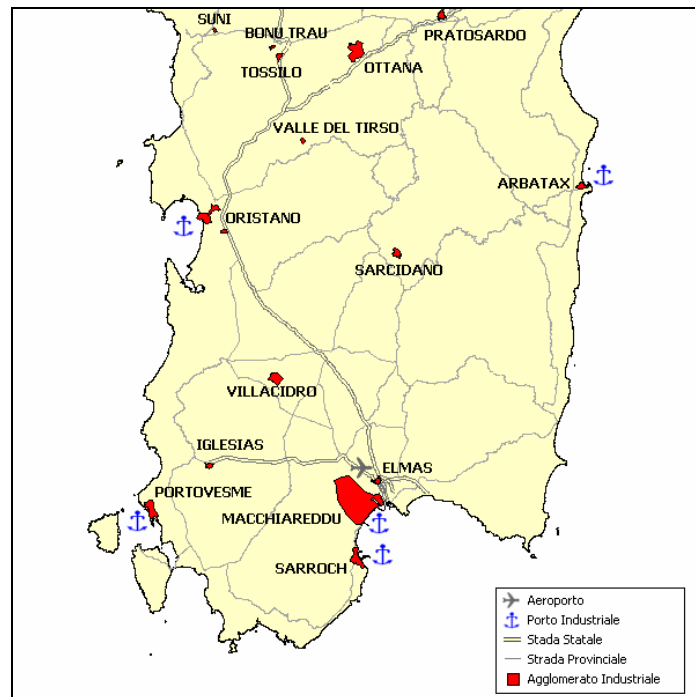 SUNI
BONU TRAU
PRATOSARDO
TOSSILO
OTTANA
VALLE DEL TIRSO
ARBATAX
ORISTANO
SARCIDANO
VILLACIDRO
IGLESIAS
ELMAS
PORTOVESME
MACCHIAREDDU
SARROCH
Aeroporto
Porto Industriale
Stada Statale
Strada Provinciale
Agglomerato Industriale